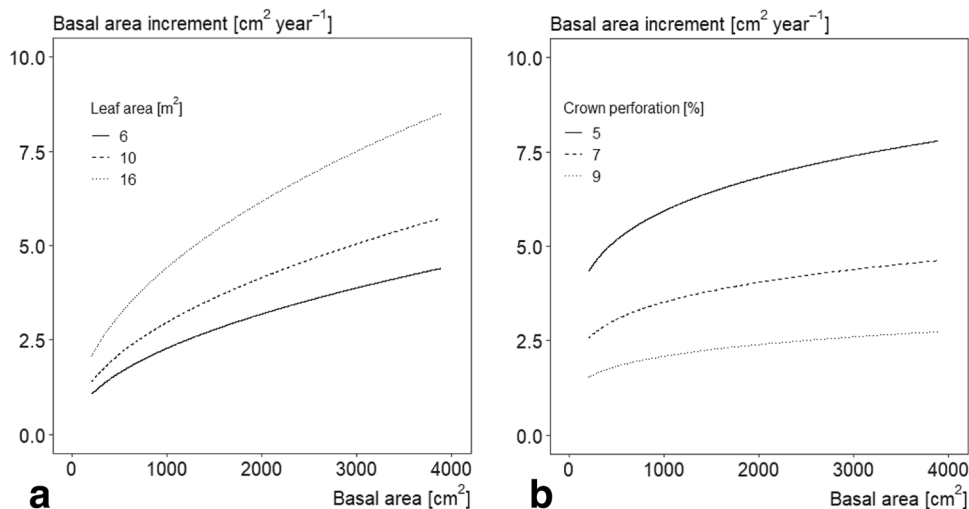 Basal area increment [cm² year⁻¹]
10.0
7.5
5.0
2.5
0.0
Leaf area [m²]
6
10
16
0 1000 2000 3000 4000
Basal area [cm²]
a
Basal area increment [cm² year⁻¹]
10.0
7.5
5.0
2.5
0.0
Crown perforation [%]
5
7
9
0 1000 2000 3000 4000
Basal area [cm²]
b